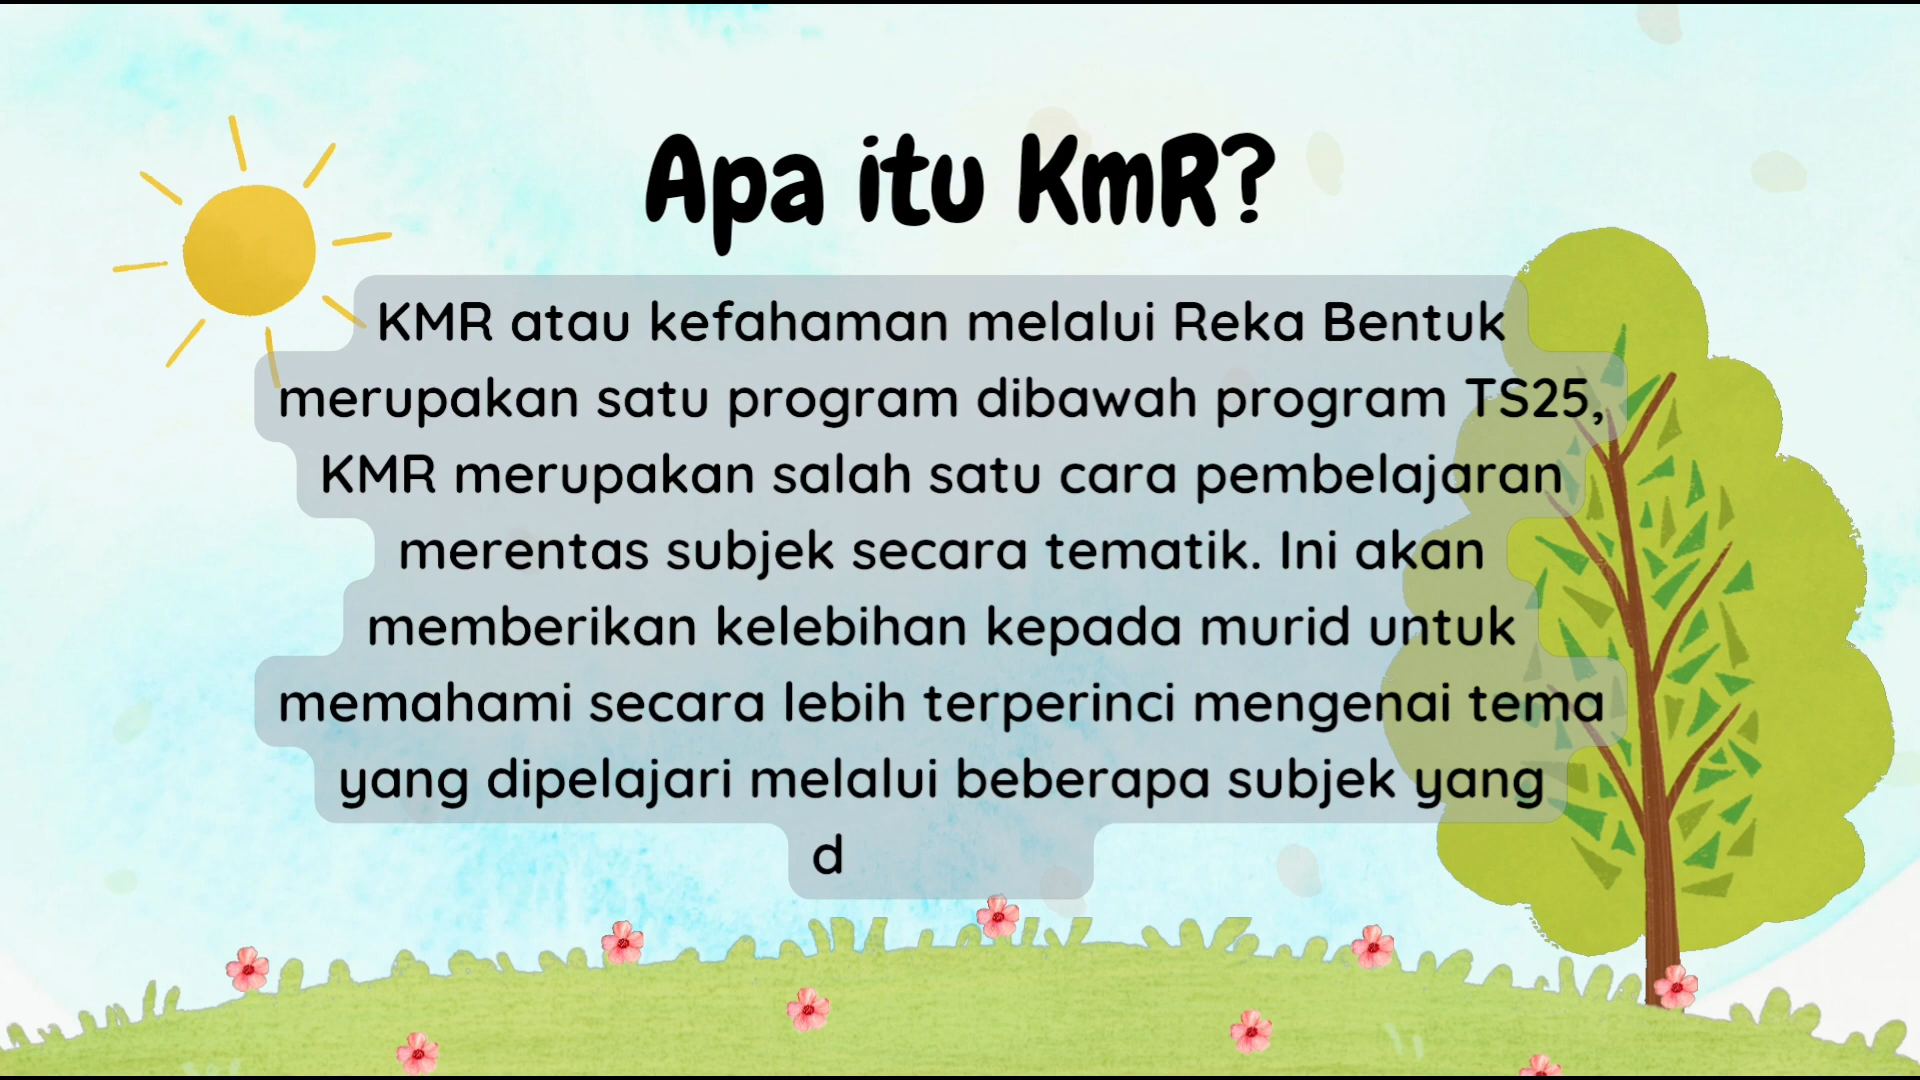 Apa itu KmR?
KMR atau kefahaman melalui Reka Bentuk
merupakan satu program dibawah program TS25,
KMR merupakan salah satu cara pembelajaran
merentas subjek secara tematik. Ini akan
memberikan kelebihan kepada murid untuk
memahami secara lebih terperinci mengenai tema
yang dipelajari melalui beberapa subjek yang
d